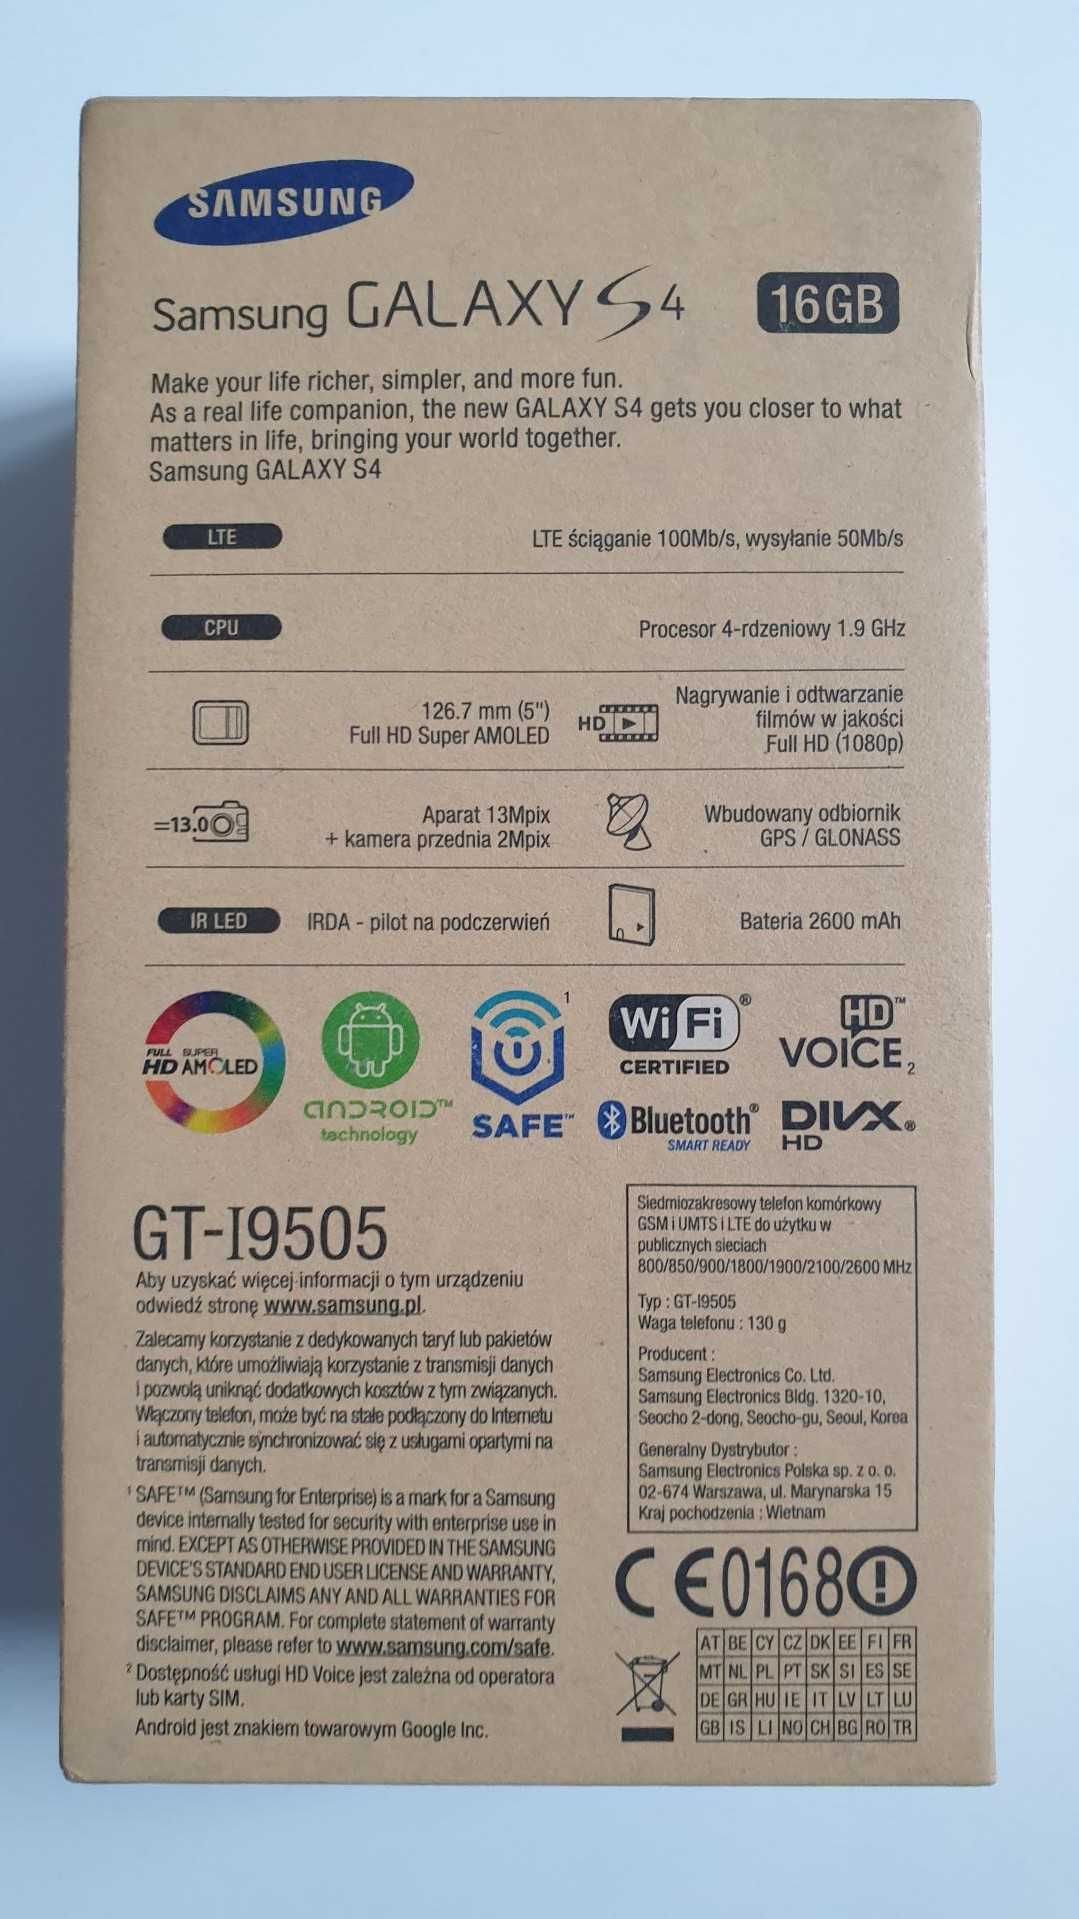 SAMSUNG
Samsung GALAXY S4 16GB
Make your life richer, simpler, and more fun.
As a real life companion, the new GALAXY S4 gets you closer to what
matters in life, bringing your world together.
Samsung GALAXY S4
LTE
LTE ściąganie 100Mb/s, wysyłanie 50Mb/s
CPU
Procesor 4-rdzeniowy 1.9 GHz
126.7 mm (5")
Full HD Super AMOLED
HD
Nagrywanie i odtwarzanie
filmów w jakości
Full HD (1080p)
=13.0
Aparat 13Mpix
+ kamera przednia 2Mpix
Wbudowany odbiornik
GPS / GLONASS
IR LED
IRDA - pilot na podczerwień
Bateria 2600 mAh
FULL SUPER
HD AMOLED
ANDROID™
technology
1
SAFE™
WiFi®
CERTIFIED
HD™
VOICE2
Bluetooth®
SMART READY
DIVX®
HD
GT-I9505
Aby uzyskać więcej informacji o tym urządzeniu
odwiedź stronę www.samsung.pl.
Zalecamy korzystanie z dedykowanych taryf lub pakietów
danych, które umożliwiają korzystanie z transmisji danych
i pozwolą uniknąć dodatkowych kosztów z tym związanych.
Włączony telefon, może być na stałe podłączony do Internetu
i automatycznie synchronizować się z usługami opartymi na
transmisji danych.
1 SAFE™ (Samsung for Enterprise) is a mark for a Samsung
device internally tested for security with enterprise use in
mind. EXCEPT AS OTHERWISE PROVIDED IN THE SAMSUNG
DEVICE'S STANDARD END USER LICENSE AND WARRANTY,
SAMSUNG DISCLAIMS ANY AND ALL WARRANTIES FOR
SAFE™ PROGRAM. For complete statement of warranty
disclaimer, please refer to www.samsung.com/safe.
2 Dostępność usługi HD Voice jest zależna od operatora
lub karty SIM.
Android jest znakiem towarowym Google Inc.
Siedmiozakresowy telefon komórkowy
GSM i UMTS i LTE do użytku w
publicznych sieciach
800/850/900/1800/1900/2100/2600 MHz
Typ : GT-I9505
Waga telefonu : 130 g
Producent :
Samsung Electronics Co. Ltd.
Samsung Electronics Bldg. 1320-10,
Seocho 2-dong, Seocho-gu, Seoul, Korea
Generalny Dystrybutor :
Samsung Electronics Polska sp. z o. o.
02-674 Warszawa, ul. Marynarska 15
Kraj pochodzenia : Wietnam
CE0168
AT BE CY CZ DK EE FI FR
MT NL PL PT SK SI ES SE
DE GR HU IE IT LV LT LU
GB IS LI NO CH BG RO TR